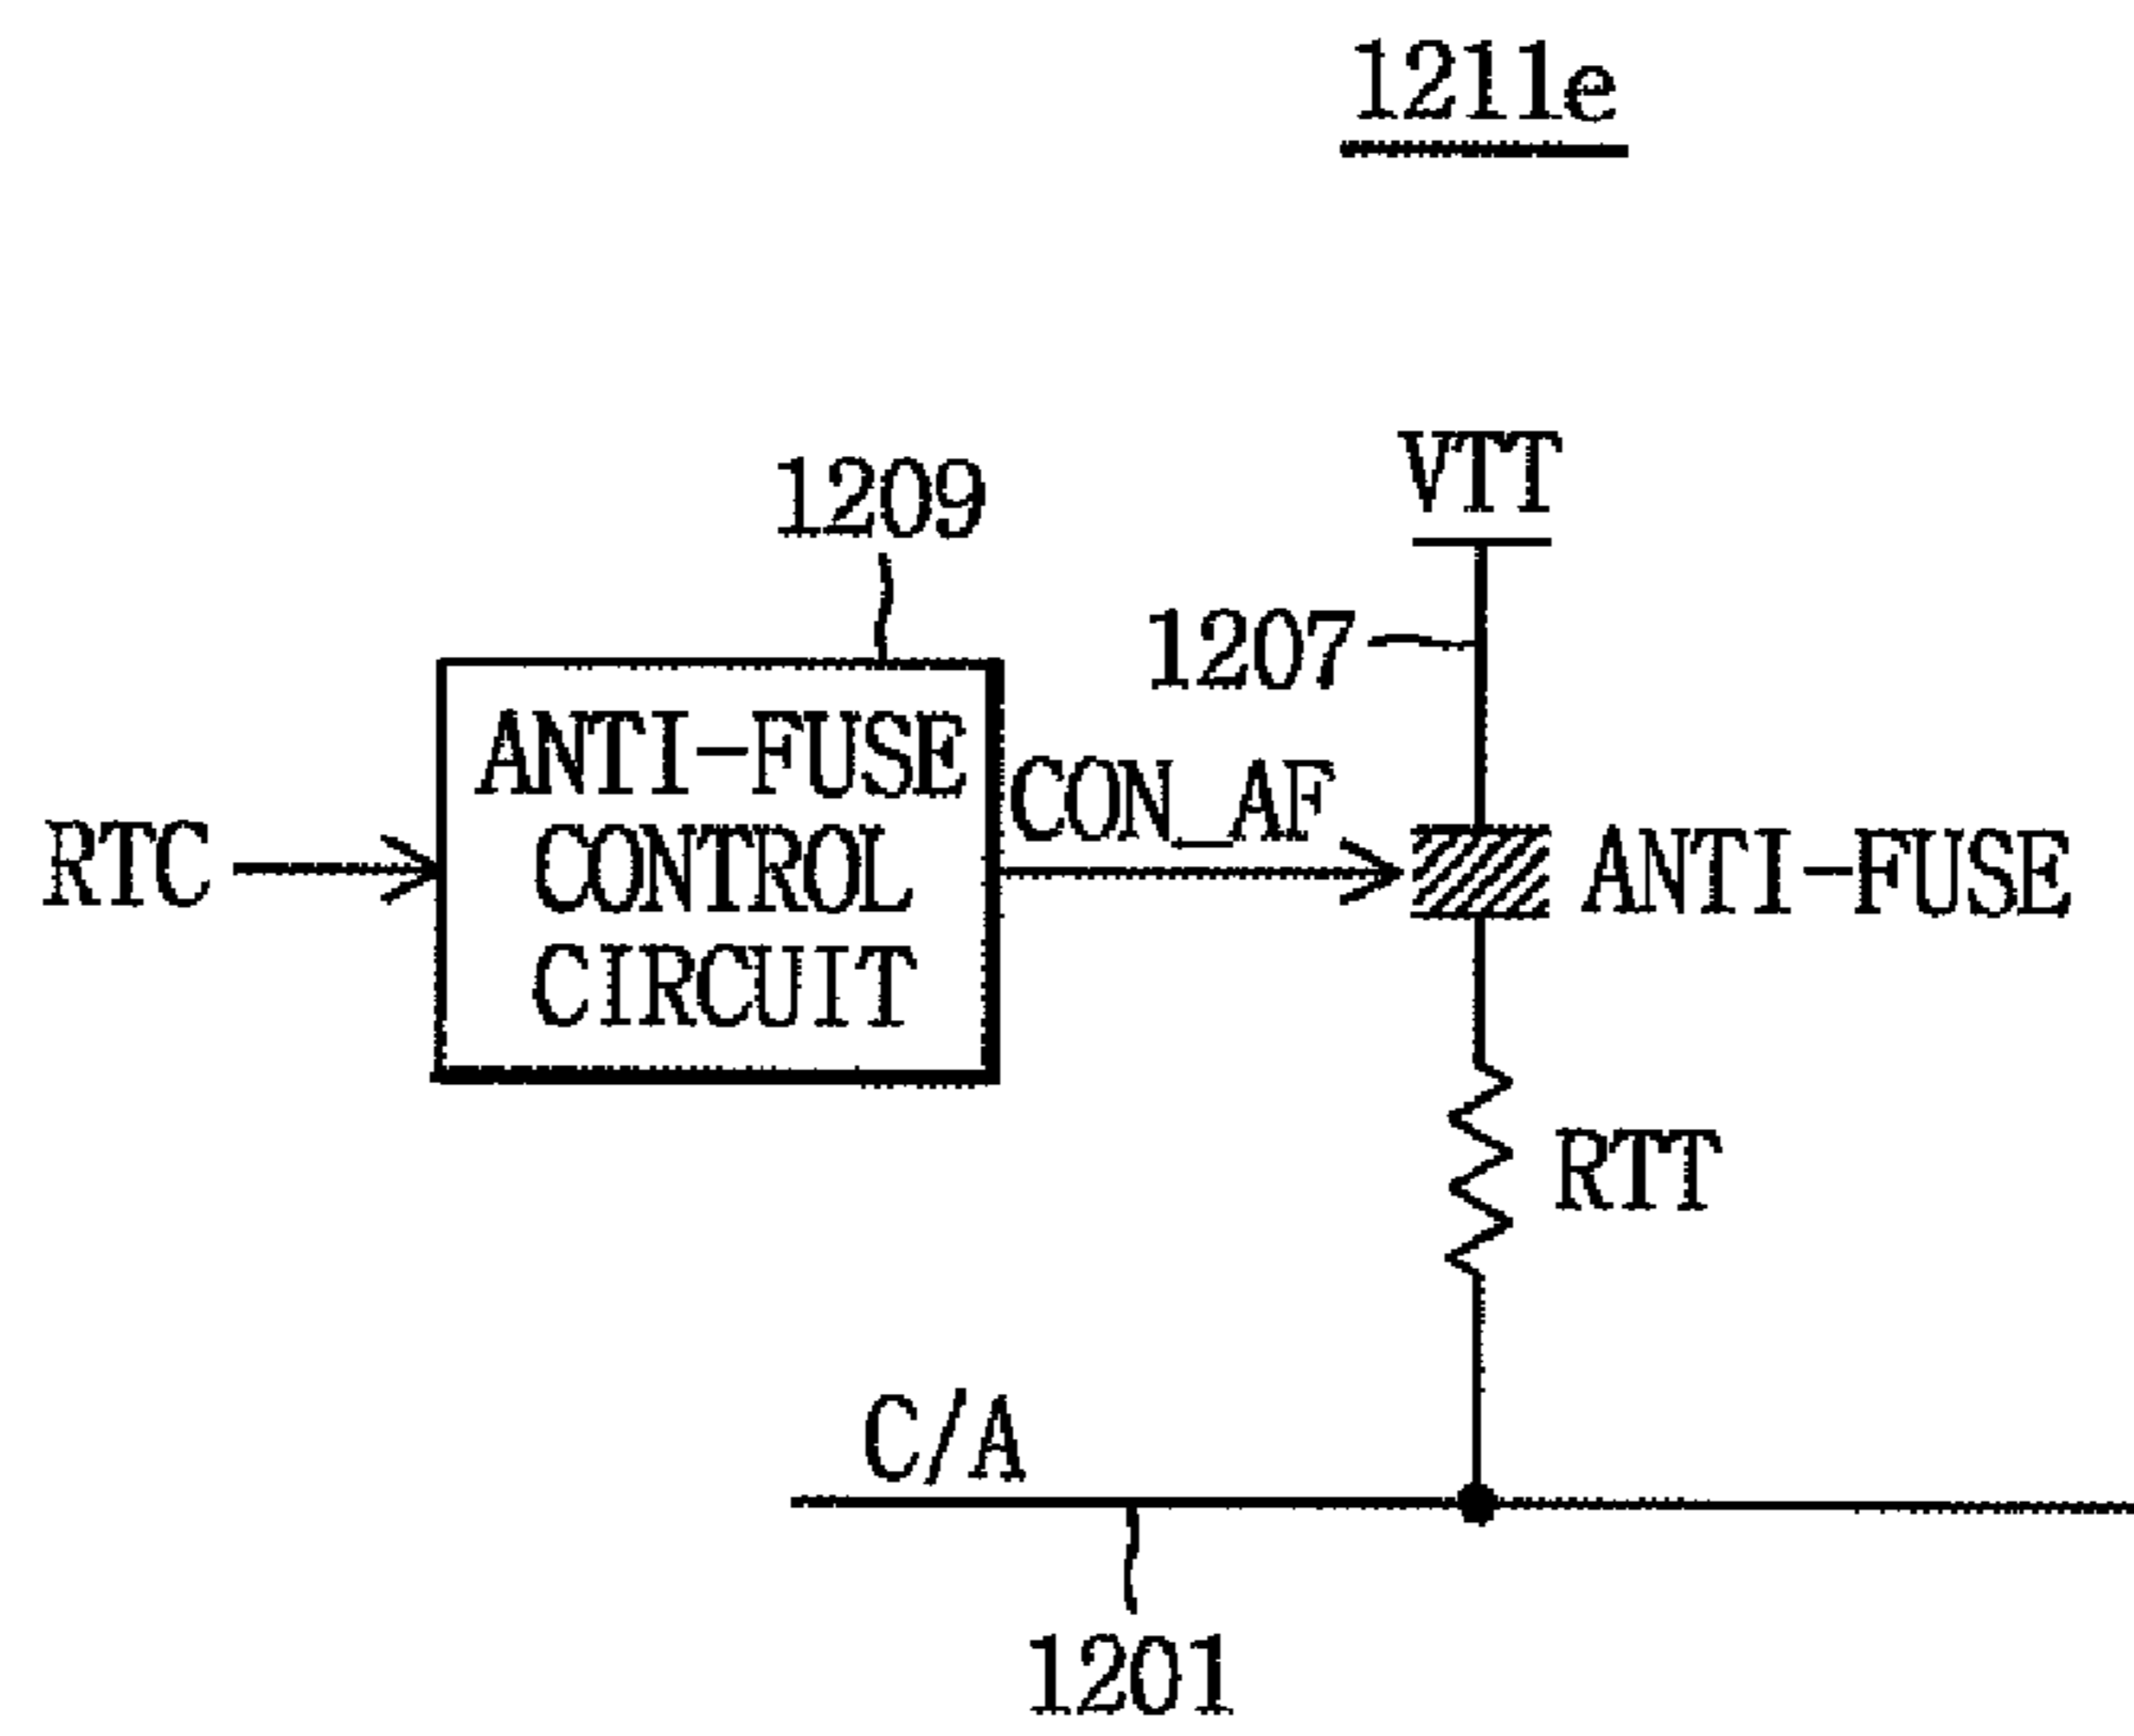 1211e
VTT
1209
1207
ANTI-FUSE
CONTROL
CIRCUIT
CON_AF
RTC
ANTI-FUSE
RTT
C/A
1201